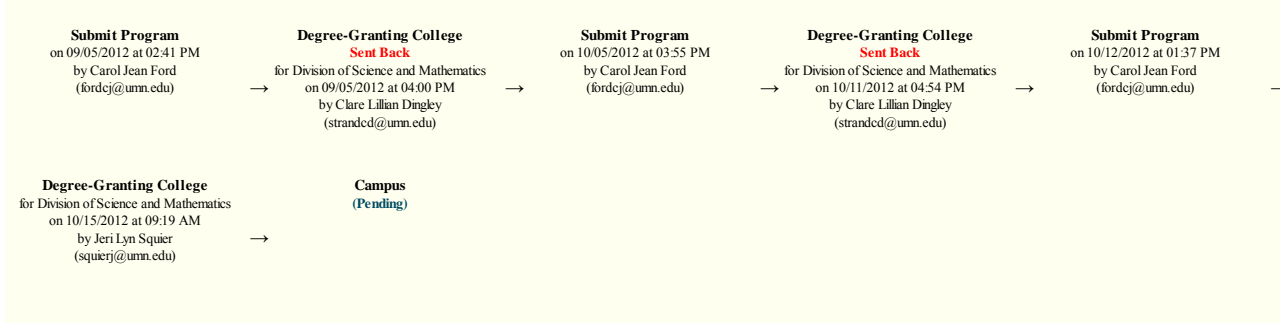 Submit Program
on 09/05/2012 at 02:41 PM
by Carol Jean Ford
(fordcj@umn.edu)
→
Degree-Granting College
Sent Back
for Division of Science and Mathematics
on 09/05/2012 at 04:00 PM
by Clare Lillian Dingley
(strandcd@umn.edu)
→
Submit Program
on 10/05/2012 at 03:55 PM
by Carol Jean Ford
(fordcj@umn.edu)
→
Degree-Granting College
Sent Back
for Division of Science and Mathematics
on 10/11/2012 at 04:54 PM
by Clare Lillian Dingley
(strandcd@umn.edu)
→
Submit Program
on 10/12/2012 at 01:37 PM
by Carol Jean Ford
(fordcj@umn.edu)
Degree-Granting College
for Division of Science and Mathematics
on 10/15/2012 at 09:19 AM
by Jeri Lyn Squier
(squierj@umn.edu)
→
Campus
(Pending)